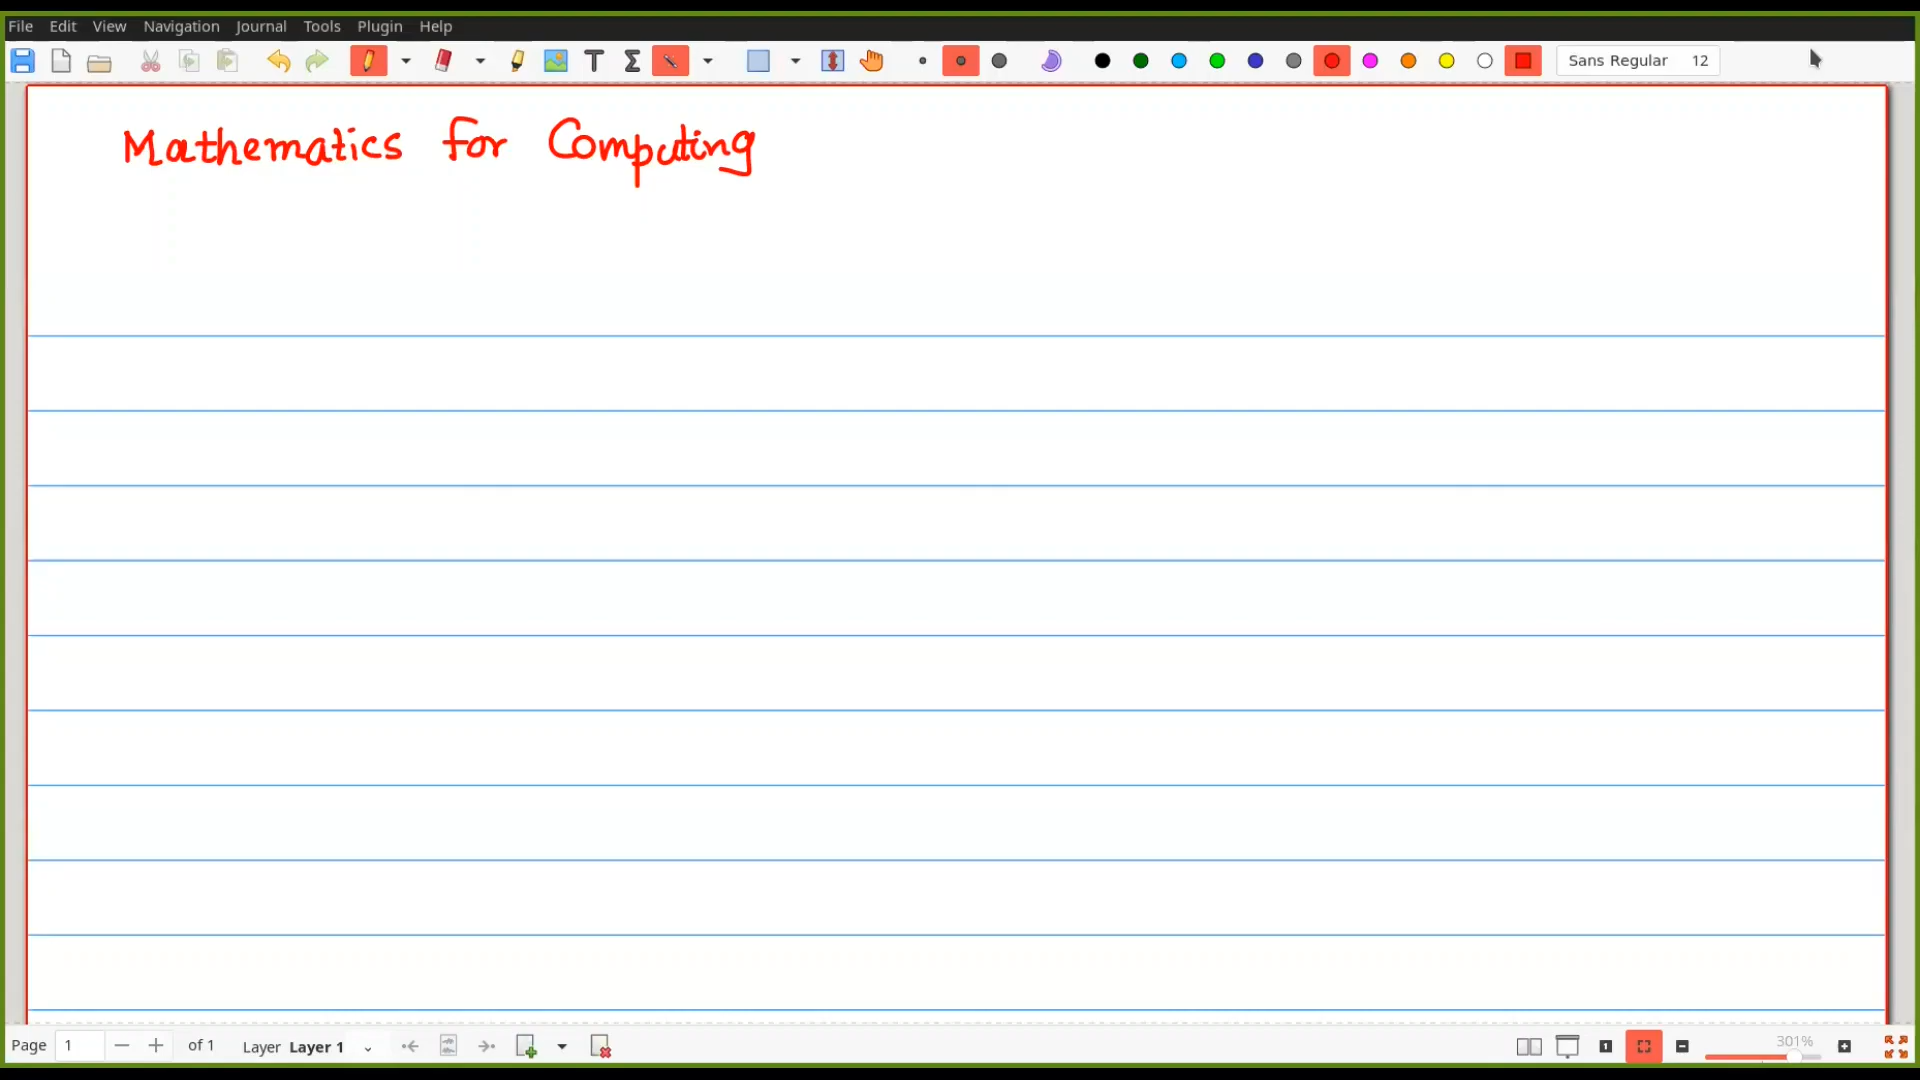 File Edit View Navigation Journal Tools Plugin Help
Sans Regular 12
Mathematics for Computing
Page 1 of 1 Layer Layer 1 301%